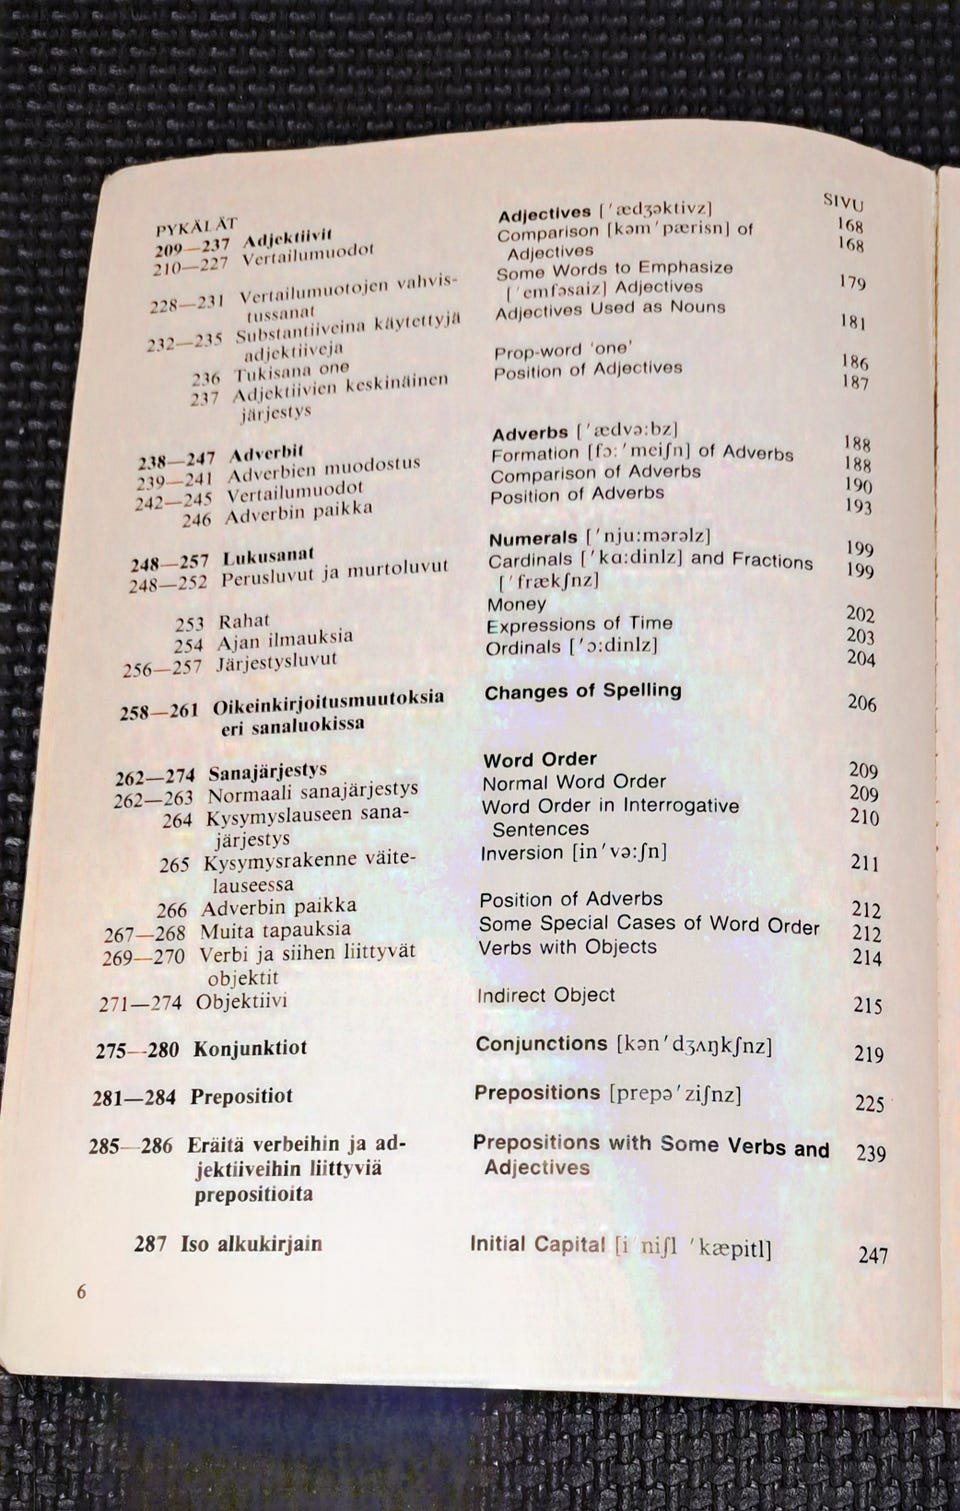 PYKÄLÄT SIVU
209—237 Adjektiivit Adjectives [ˈædʒəktivz] 168
210—227 Vertailumuodot Comparison [kəmˈpærisn] of 168
Adjectives
228—231 Vertailumuotojen vahvis- Some Words to Emphasize 179
tussanat [ˈemfəsaiz] Adjectives
232—235 Substantiiveina käytettyjä Adjectives Used as Nouns 181
adjektiiveja
236 Tukisana one Prop-word 'one' 186
237 Adjektiivien keskinäinen Position of Adjectives 187
järjestys
238—247 Adverbit Adverbs [ˈædvə:bz] 188
239—241 Adverbien muodostus Formation [fɔ:ˈmeiʃn] of Adverbs 188
242—245 Vertailumuodot Comparison of Adverbs 190
246 Adverbin paikka Position of Adverbs 193
248—257 Lukusanat Numerals [ˈnju:mərəlz] 199
248—252 Perusluvut ja murtoluvut Cardinals [ˈkɑ:dinlz] and Fractions 199
[ˈfrækʃnz]
253 Rahat Money 202
254 Ajan ilmauksia Expressions of Time 203
256—257 Järjestysluvut Ordinals [ˈɔ:dinlz] 204
258—261 Oikeinkirjoitusmuutoksia Changes of Spelling 206
eri sanaluokissa
262—274 Sanajärjestys Word Order 209
262—263 Normaali sanajärjestys Normal Word Order 209
264 Kysymyslauseen sana- Word Order in Interrogative 210
järjestys Sentences
265 Kysymysrakenne väite- Inversion [inˈvə:ʃn] 211
lauseessa
266 Adverbin paikka Position of Adverbs 212
267—268 Muita tapauksia Some Special Cases of Word Order 212
269—270 Verbi ja siihen liittyvät Verbs with Objects 214
objektit
271—274 Objektiivi Indirect Object 215
275—280 Konjunktiot Conjunctions [kənˈdʒʌŋkʃnz] 219
281—284 Prepositiot Prepositions [prepəˈziʃnz] 225
285—286 Eräitä verbeihin ja ad- Prepositions with Some Verbs and 239
jektiiveihin liittyviä Adjectives
prepositioita
287 Iso alkukirjain Initial Capital [iˈniʃl ˈkæpitl] 247
6